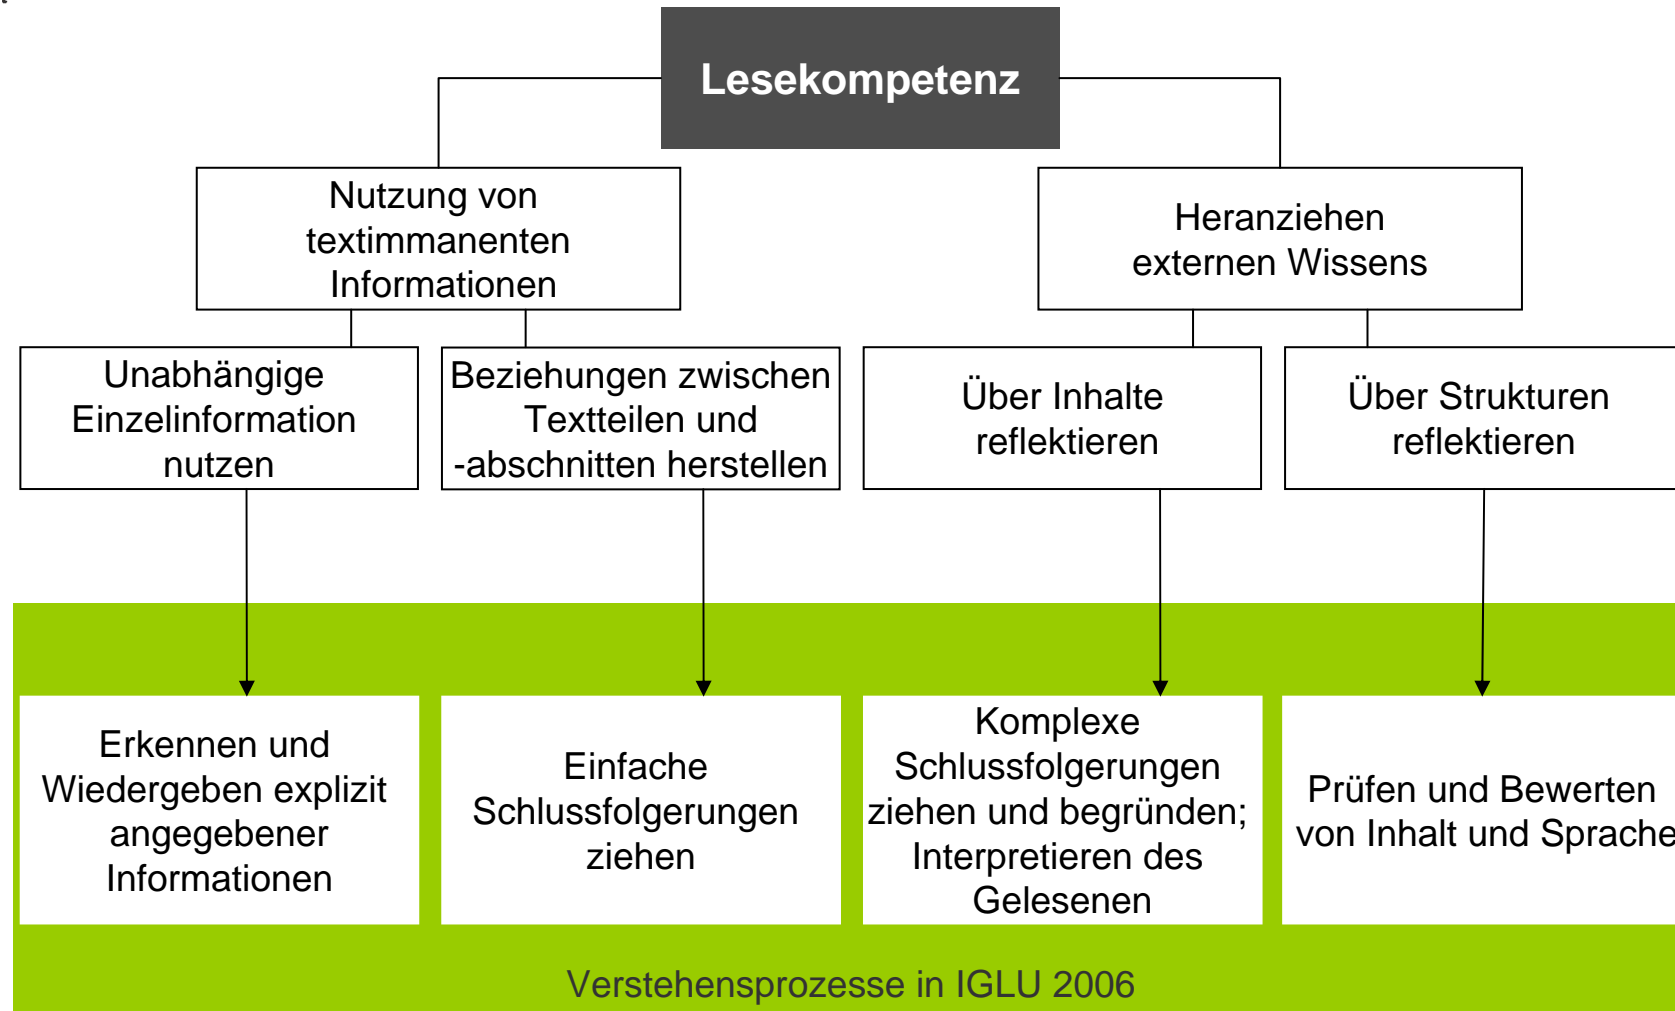 Lesekompetenz
Nutzung von
textimmanenten
Informationen
Heranziehen
externen Wissens
Unabhängige
Einzelinformation
nutzen
Beziehungen zwischen
Textteilen und
-abschnitten herstellen
Über Inhalte
reflektieren
Über Strukturen
reflektieren
Erkennen und
Wiedergeben explizit
angegebener
Informationen
Einfache
Schlussfolgerungen
ziehen
Komplexe
Schlussfolgerungen
ziehen und begründen;
Interpretieren des
Gelesenen
Prüfen und Bewerten
von Inhalt und Sprache
Verstehensprozesse in IGLU 2006